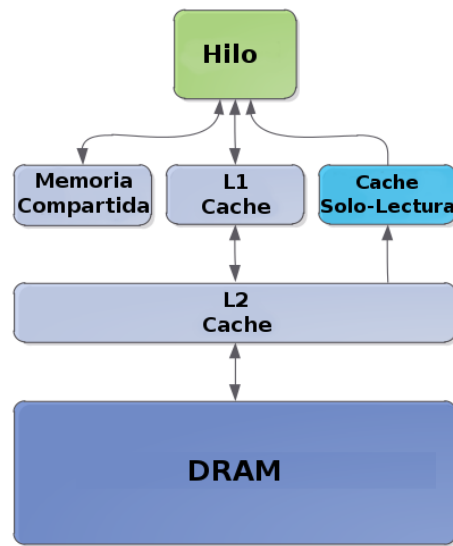 Hilo
Memoria
Compartida
L1
Cache
Cache
Solo-Lectura
L2
Cache
DRAM